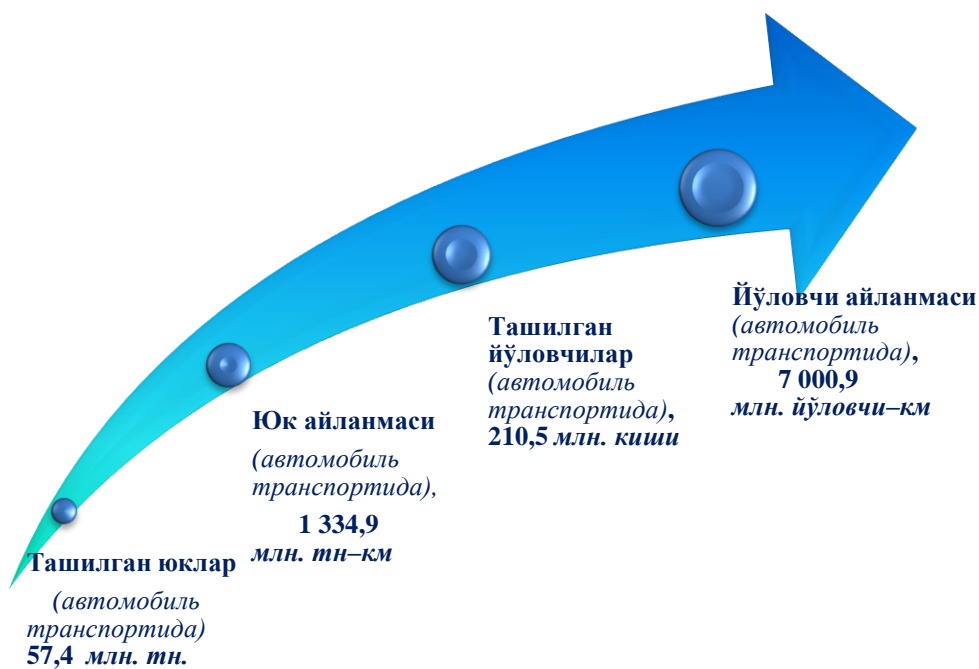 Ташилган юклар
(автомобиль
транспортида)
57,4 млн. тн.
Юк айланмаси
(автомобиль
транспортида),
1 334,9
млн. тн–км
Ташилган
йўловчилар
(автомобиль
транспортида),
210,5 млн. киши
Йўловчи айланмаси
(автомобиль
транспортида),
7 000,9
млн. йўловчи–км